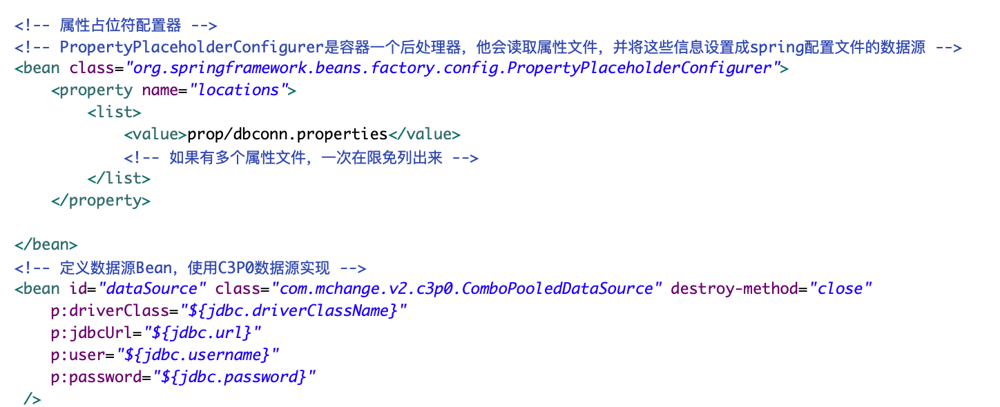 <!-- 属性占位符配置器 -->
<!-- PropertyPlaceholderConfigurer是容器一个后处理器，他会读取属性文件，并将这些信息设置成spring配置文件的数据源 -->
<bean class="org.springframework.beans.factory.config.PropertyPlaceholderConfigurer">
    <property name="locations">
        <list>
            <value>prop/dbconn.properties</value>
            <!-- 如果有多个属性文件，一次在限免列出来 -->
        </list>
    </property>
</bean>
<!-- 定义数据源Bean，使用C3P0数据源实现 -->
<bean id="dataSource" class="com.mchange.v2.c3p0.ComboPooledDataSource" destroy-method="close"
    p:driverClass="${jdbc.driverClassName}"
    p:jdbcUrl="${jdbc.url}"
    p:user="${jdbc.username}"
    p:password="${jdbc.password}"
 />